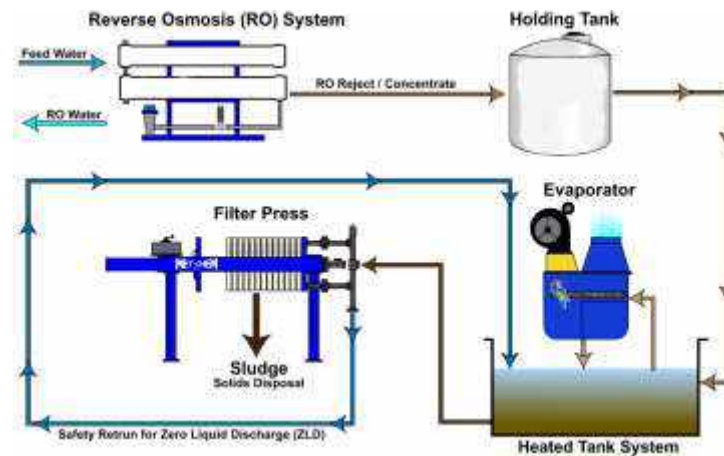 Reverse Osmosis (RO) System
Holding Tank
Feed Water
RO Reject / Concentrate
RO Water
Evaporator
Filter Press
Sludge
Solids Disposal
Safety Retrun for Zero Liquid Discharge (ZLD)
Heated Tank System